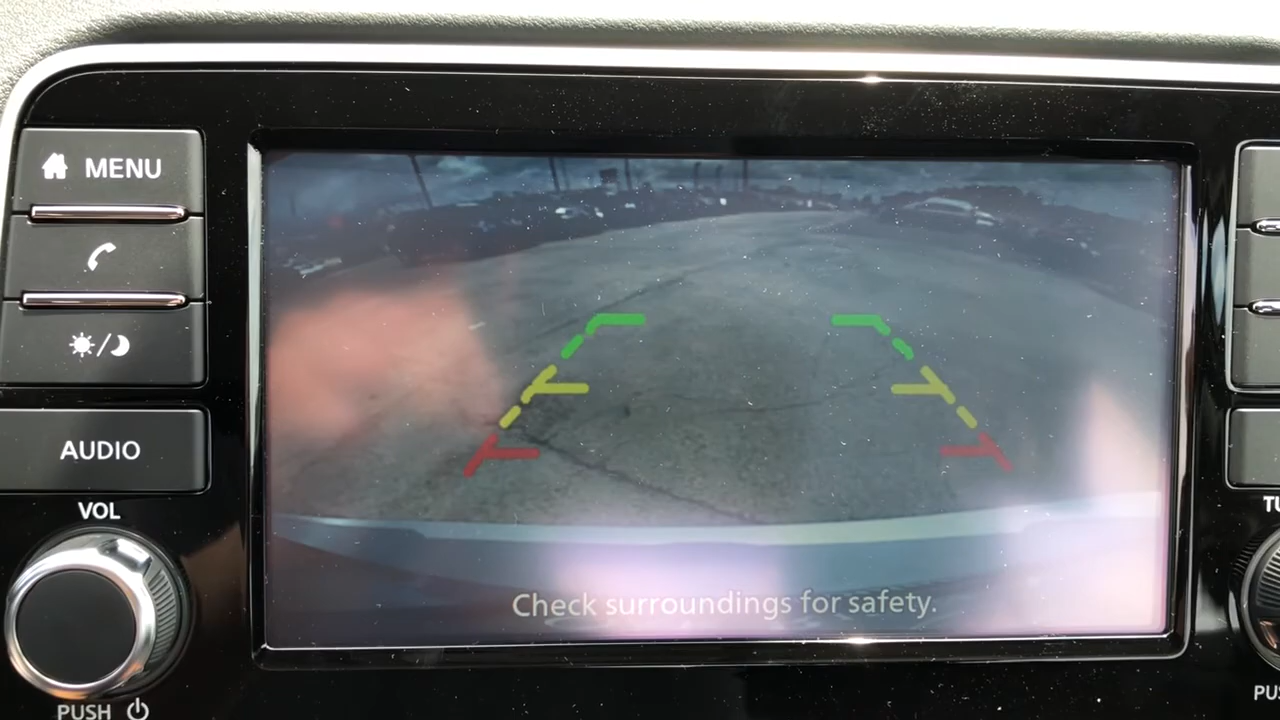 MENU
AUDIO
VOL
PUSH
Check surroundings for safety.
TU
PUS